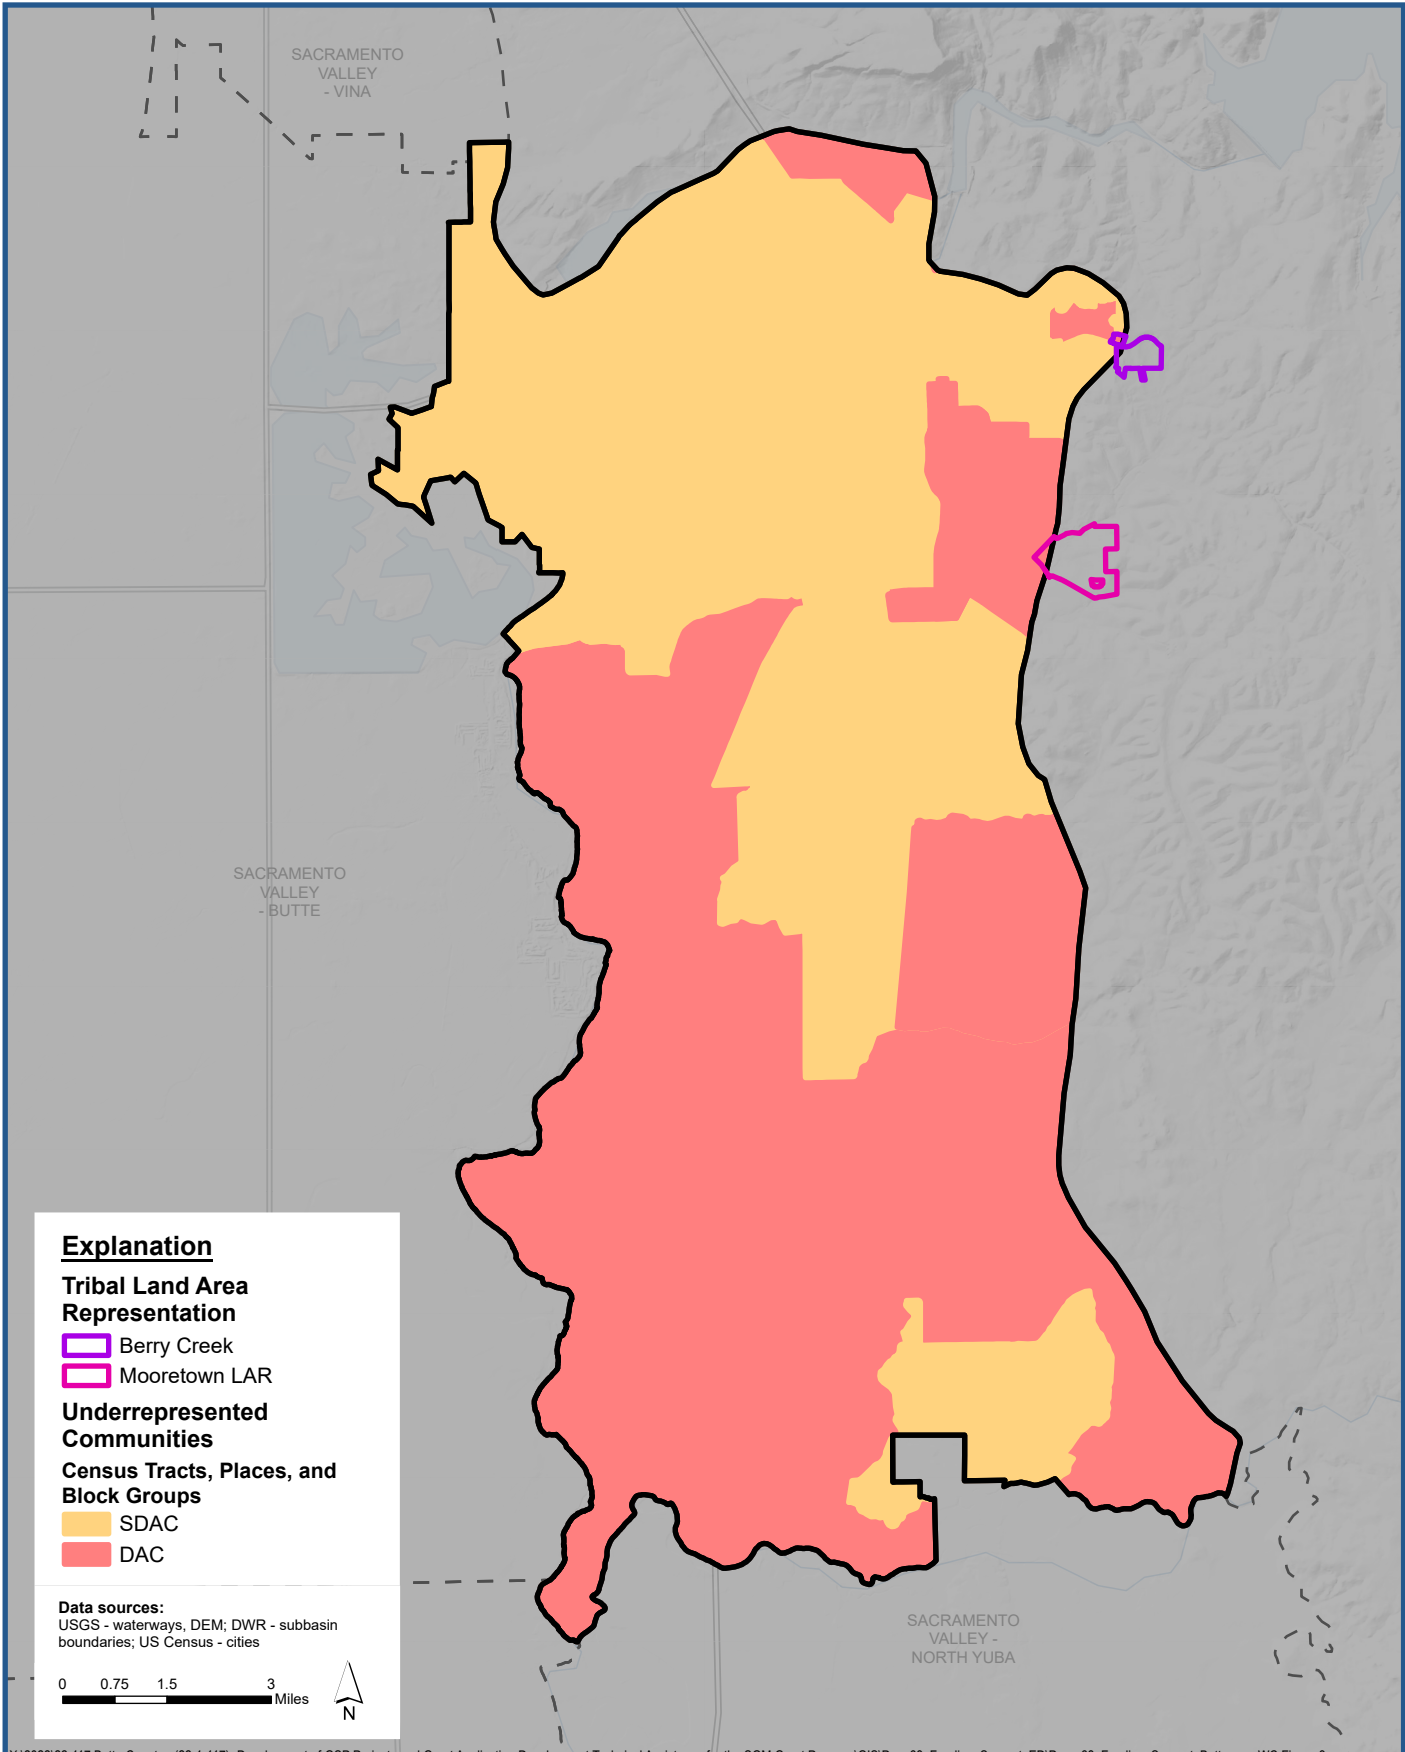 SACRAMENTO
VALLEY
- VINA
SACRAMENTO
VALLEY
- BUTTE
Explanation
Tribal Land Area
Representation
Berry Creek
Mooretown LAR
Underrepresented
Communities
Census Tracts, Places, and
Block Groups
SDAC
DAC
Data sources:
USGS - waterways, DEM; DWR - subbasin
boundaries; US Census - cities
0 0.75 1.5 3
Miles
N
SACRAMENTO
VALLEY -
NORTH YUBA